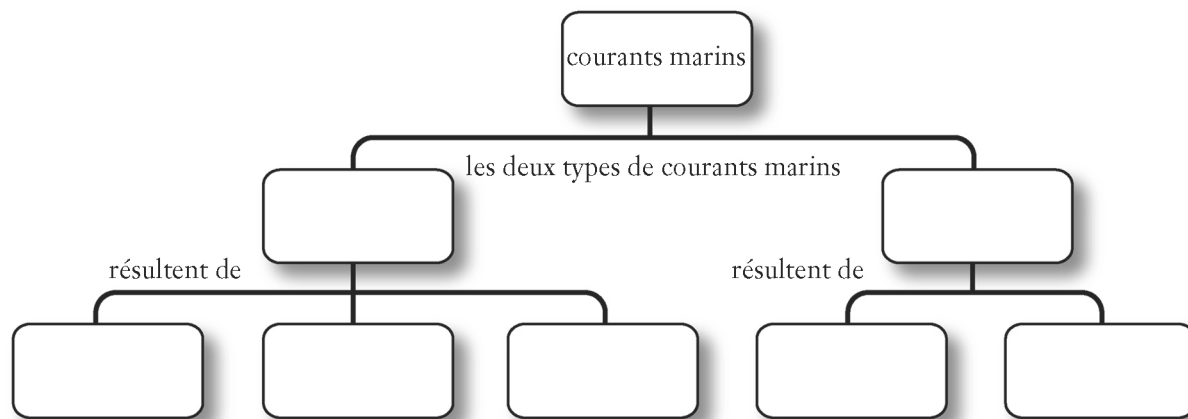 courants marins
les deux types de courants marins
résultent de
résultent de